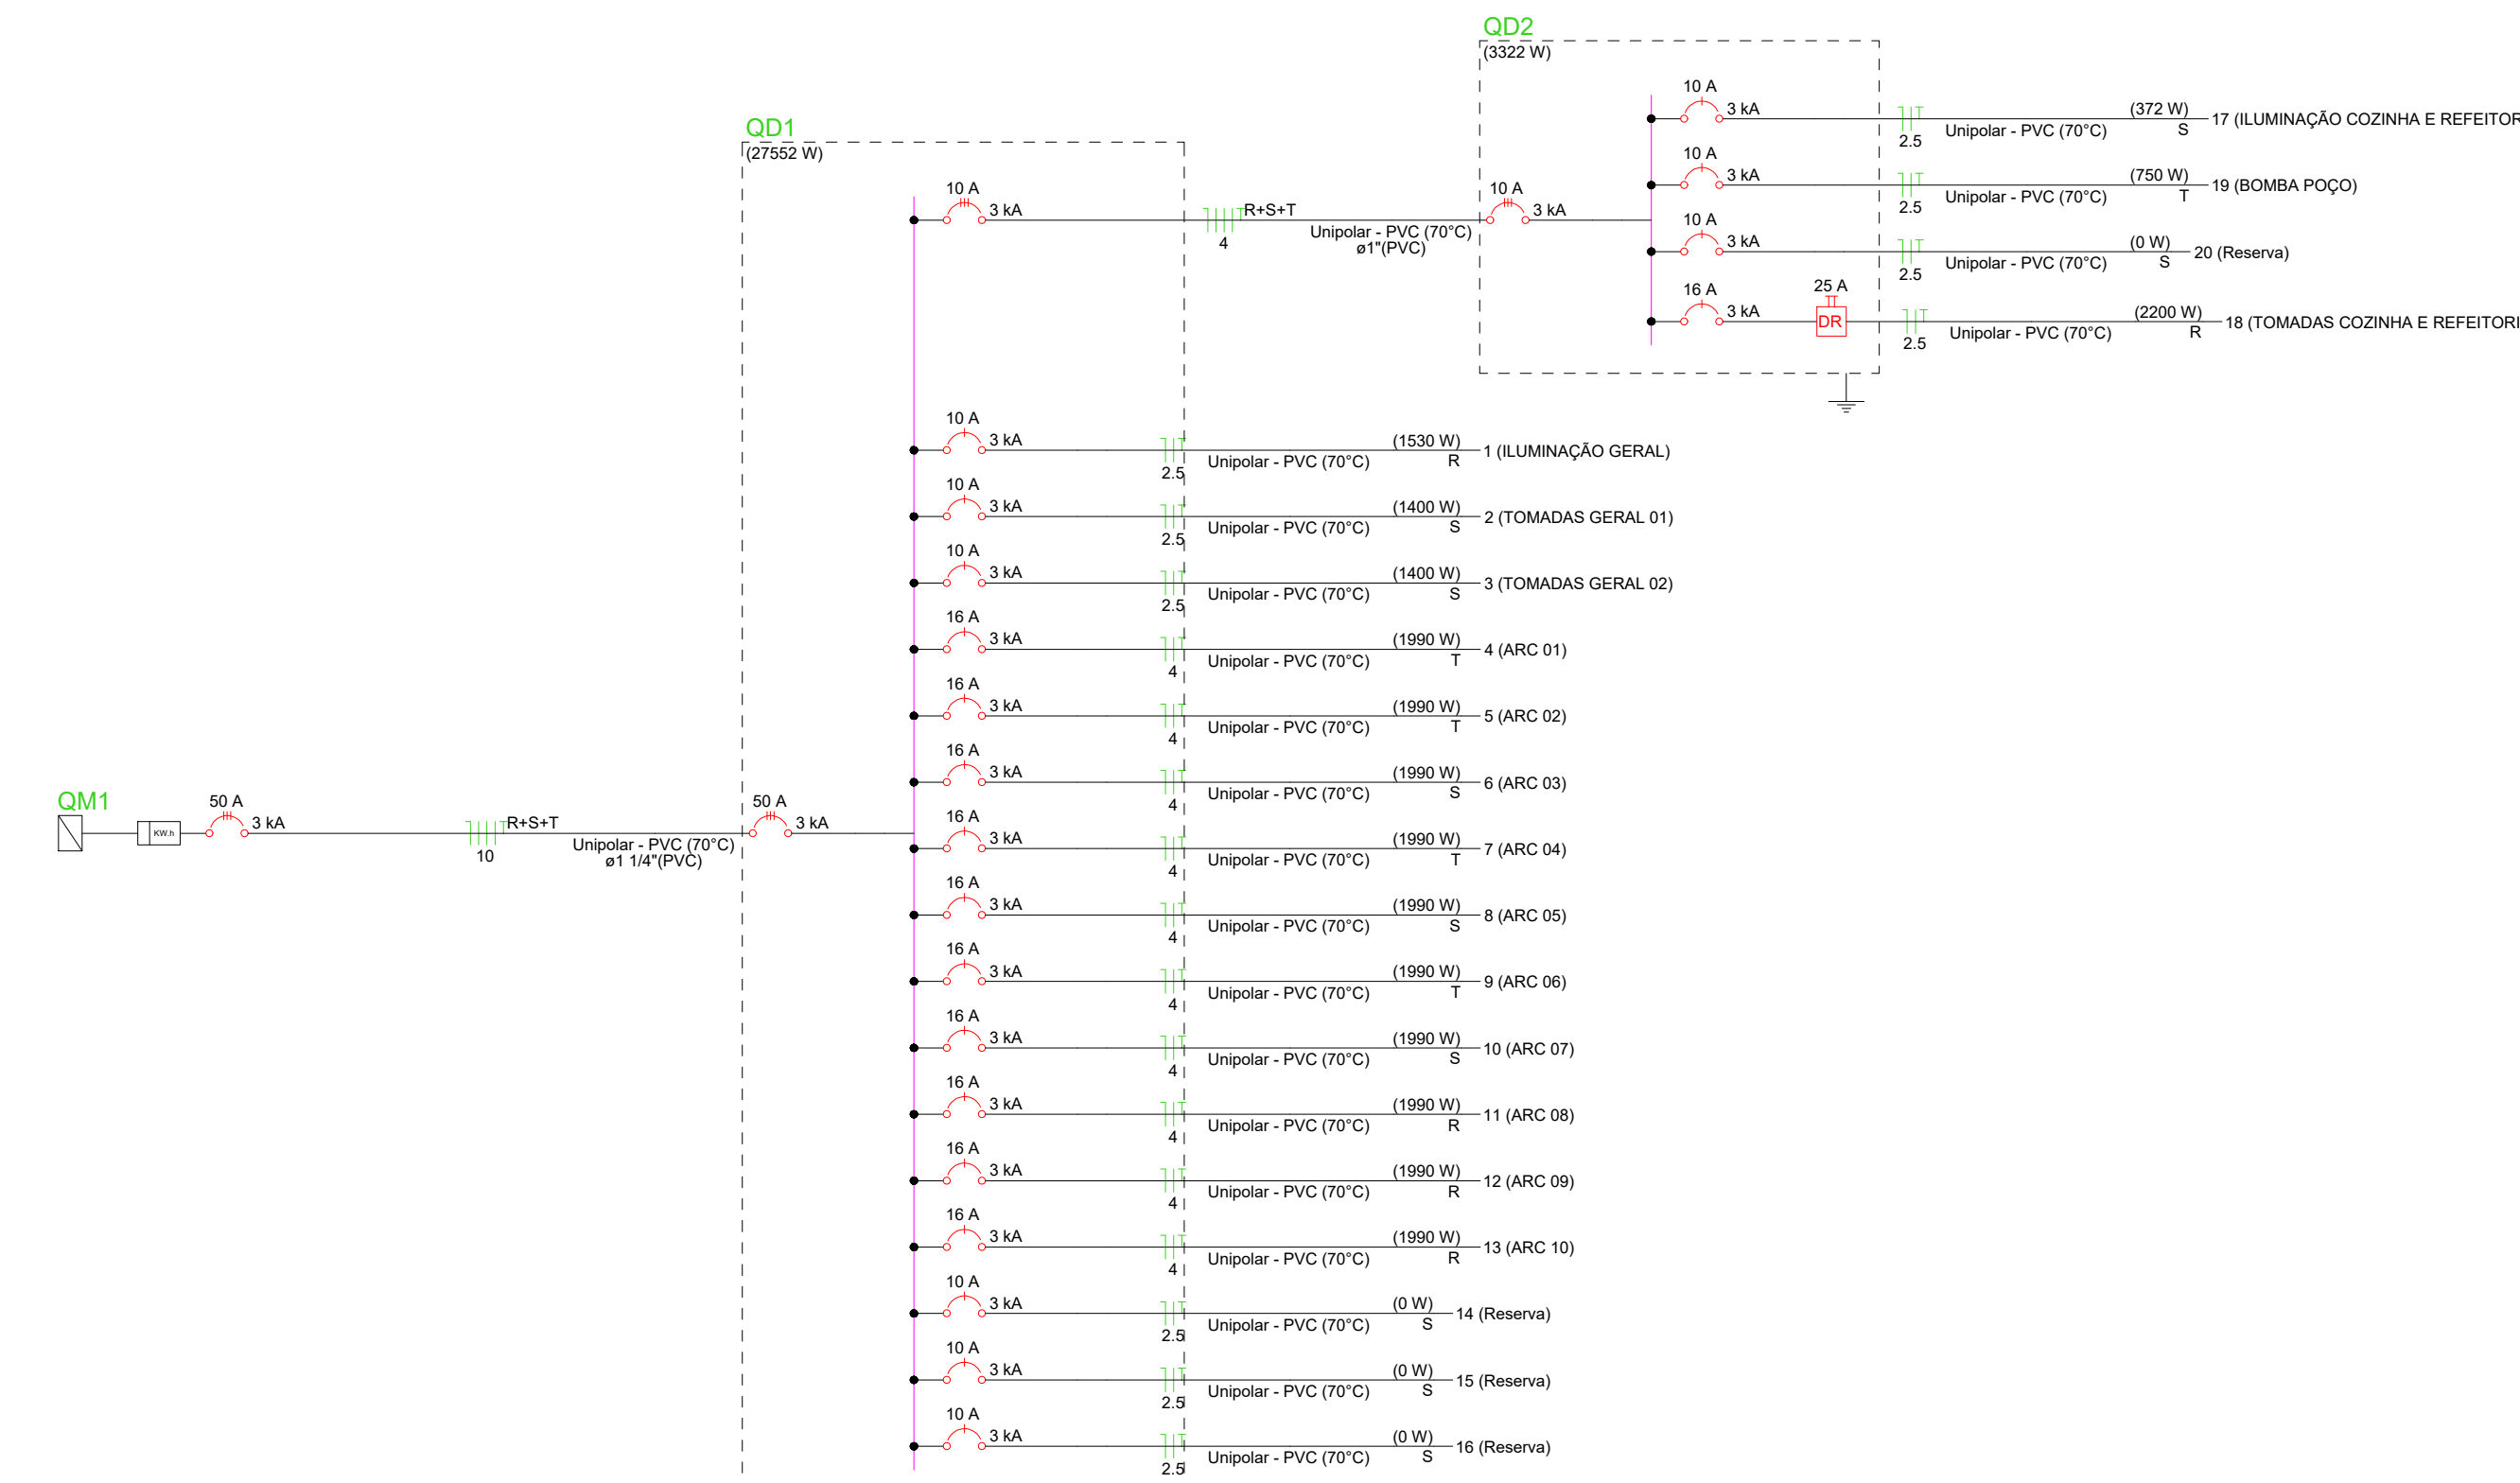 QD2
(3322 W)
10 A
3 kA
2.5
Unipolar - PVC (70°C)
(372 W)
S
17 (ILUMINAÇÃO COZINHA E REFEITOR
10 A
3 kA
2.5
Unipolar - PVC (70°C)
(750 W)
T
19 (BOMBA POÇO)
10 A
3 kA
2.5
Unipolar - PVC (70°C)
(0 W)
S
20 (Reserva)
16 A
3 kA
25 A
DR
2.5
Unipolar - PVC (70°C)
(2200 W)
R
18 (TOMADAS COZINHA E REFEITORI
QD1
(27552 W)
10 A
3 kA
R+S+T
4
Unipolar - PVC (70°C)
ø1"(PVC)
10 A
3 kA
10 A
3 kA
2.5
Unipolar - PVC (70°C)
(1530 W)
R
1 (ILUMINAÇÃO GERAL)
10 A
3 kA
2.5
Unipolar - PVC (70°C)
(1400 W)
S
2 (TOMADAS GERAL 01)
10 A
3 kA
2.5
Unipolar - PVC (70°C)
(1400 W)
S
3 (TOMADAS GERAL 02)
16 A
3 kA
4
Unipolar - PVC (70°C)
(1990 W)
T
4 (ARC 01)
16 A
3 kA
4
Unipolar - PVC (70°C)
(1990 W)
T
5 (ARC 02)
16 A
3 kA
4
Unipolar - PVC (70°C)
(1990 W)
S
6 (ARC 03)
QM1
KW.h
50 A
3 kA
R+S+T
10
Unipolar - PVC (70°C)
ø1 1/4"(PVC)
50 A
3 kA
16 A
3 kA
4
Unipolar - PVC (70°C)
(1990 W)
T
7 (ARC 04)
16 A
3 kA
4
Unipolar - PVC (70°C)
(1990 W)
S
8 (ARC 05)
16 A
3 kA
4
Unipolar - PVC (70°C)
(1990 W)
T
9 (ARC 06)
16 A
3 kA
4
Unipolar - PVC (70°C)
(1990 W)
S
10 (ARC 07)
16 A
3 kA
4
Unipolar - PVC (70°C)
(1990 W)
R
11 (ARC 08)
16 A
3 kA
4
Unipolar - PVC (70°C)
(1990 W)
R
12 (ARC 09)
16 A
3 kA
4
Unipolar - PVC (70°C)
(1990 W)
R
13 (ARC 10)
10 A
3 kA
2.5
Unipolar - PVC (70°C)
(0 W)
S
14 (Reserva)
10 A
3 kA
2.5
Unipolar - PVC (70°C)
(0 W)
S
15 (Reserva)
10 A
3 kA
2.5
Unipolar - PVC (70°C)
(0 W)
S
16 (Reserva)